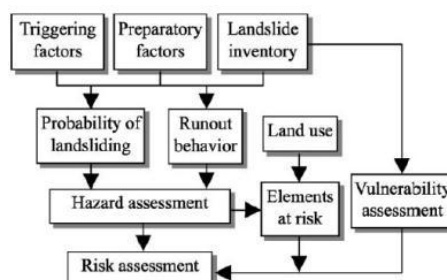 Triggering
factors
Preparatory
factors
Landslide
inventory
Probability of
landsliding
Runout
behavior
Land use
Hazard assessment
Elements
at risk
Vulnerability
assessment
Risk assessment